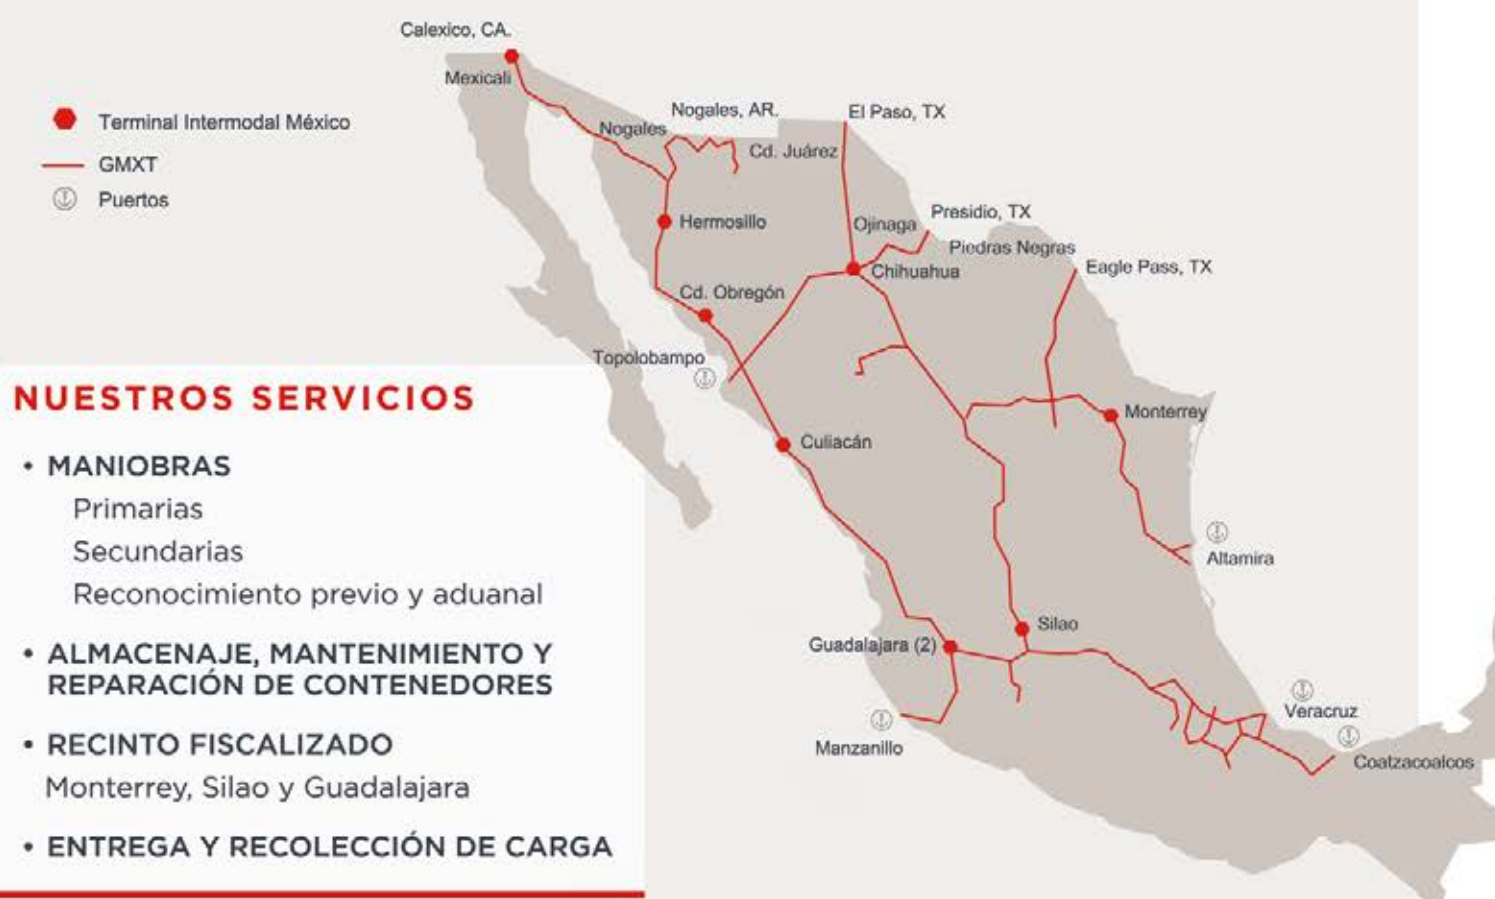 Calexico, CA.
Mexicali
Terminal Intermodal México
GMXT
Puertos
Nogales, AR.
Nogales
El Paso, TX
Cd. Juárez
Hermosillo
Ojinaga
Presidio, TX
Piedras Negras
Eagle Pass, TX
Chihuahua
Cd. Obregón
Topolobampo
Monterrey
Culiacán
Altamira
Silao
Guadalajara (2)
Veracruz
Manzanillo
Coatzacoalcos
NUESTROS SERVICIOS
• MANIOBRAS
Primarias
Secundarias
Reconocimiento previo y aduanal
• ALMACENAJE, MANTENIMIENTO Y
REPARACIÓN DE CONTENEDORES
• RECINTO FISCALIZADO
Monterrey, Silao y Guadalajara
• ENTREGA Y RECOLECCIÓN DE CARGA